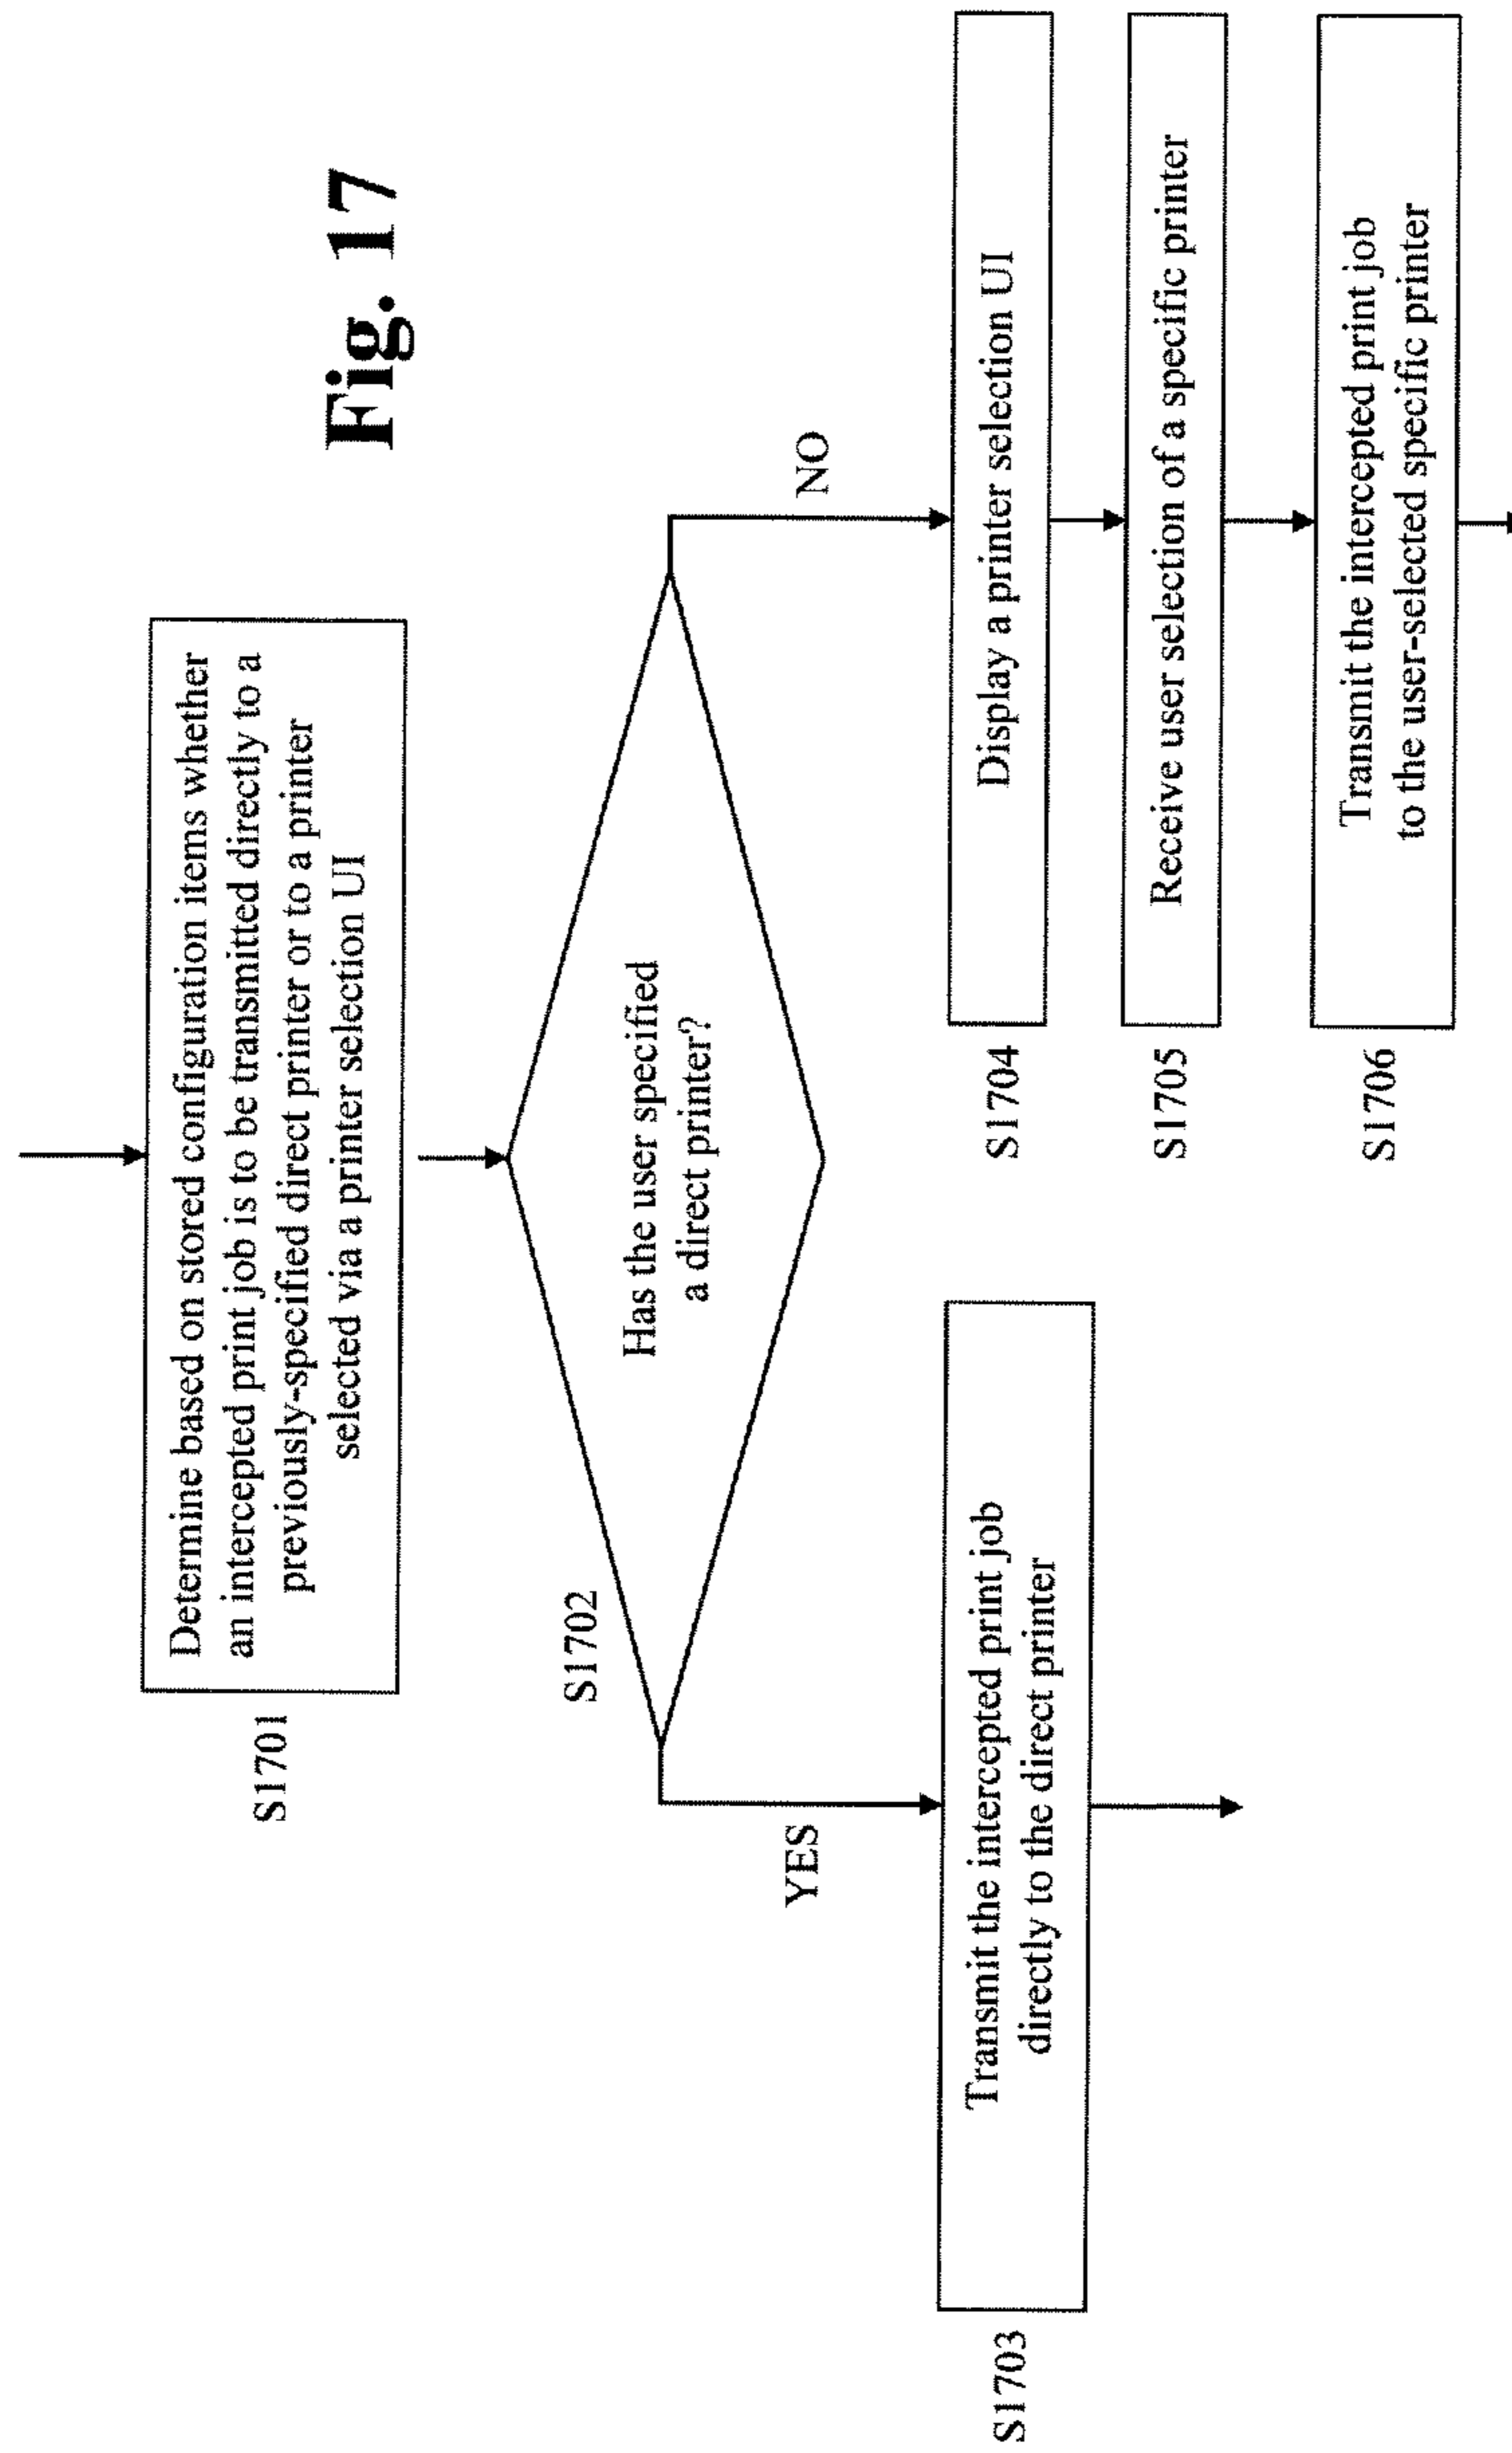 Fig. 17
S1701
Determine based on stored configuration items whether
an intercepted print job is to be transmitted directly to a
previously-specified direct printer or to a printer
selected via a printer selection UI
S1702
Has the user specified
a direct printer?
YES
NO
S1703
Transmit the intercepted print job
directly to the direct printer
S1704
Display a printer selection UI
S1705
Receive user selection of a specific printer
S1706
Transmit the intercepted print job
to the user-selected specific printer